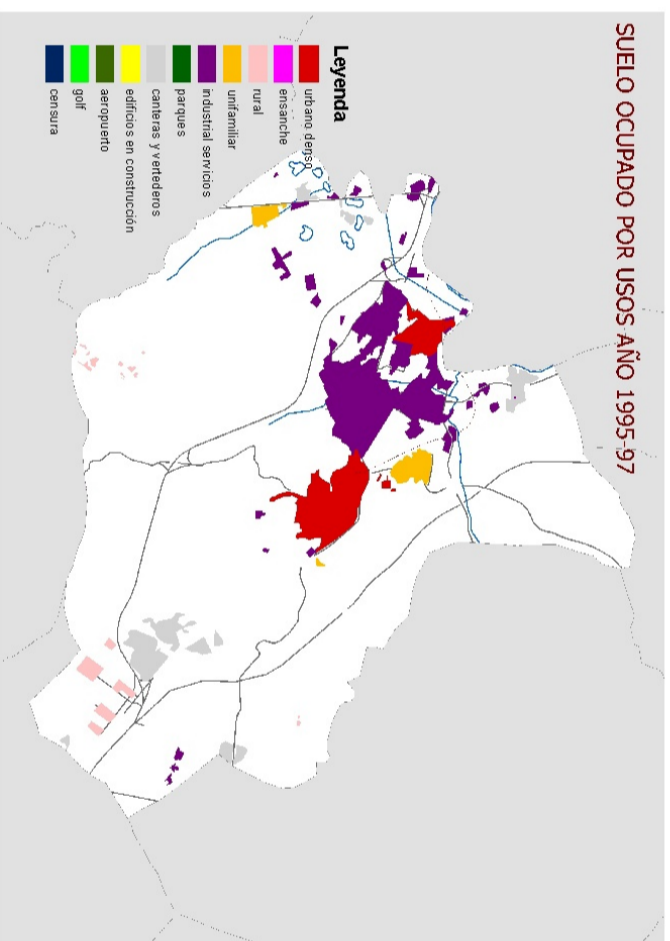 SUELO OCUPADO POR USOS AÑO 1995-97
Leyenda
urbano denso
ensanche
rural
unifamiliar
industrial servicios
parques
canteras y vertederos
edificios en construcción
aeropuerto
golf
censura